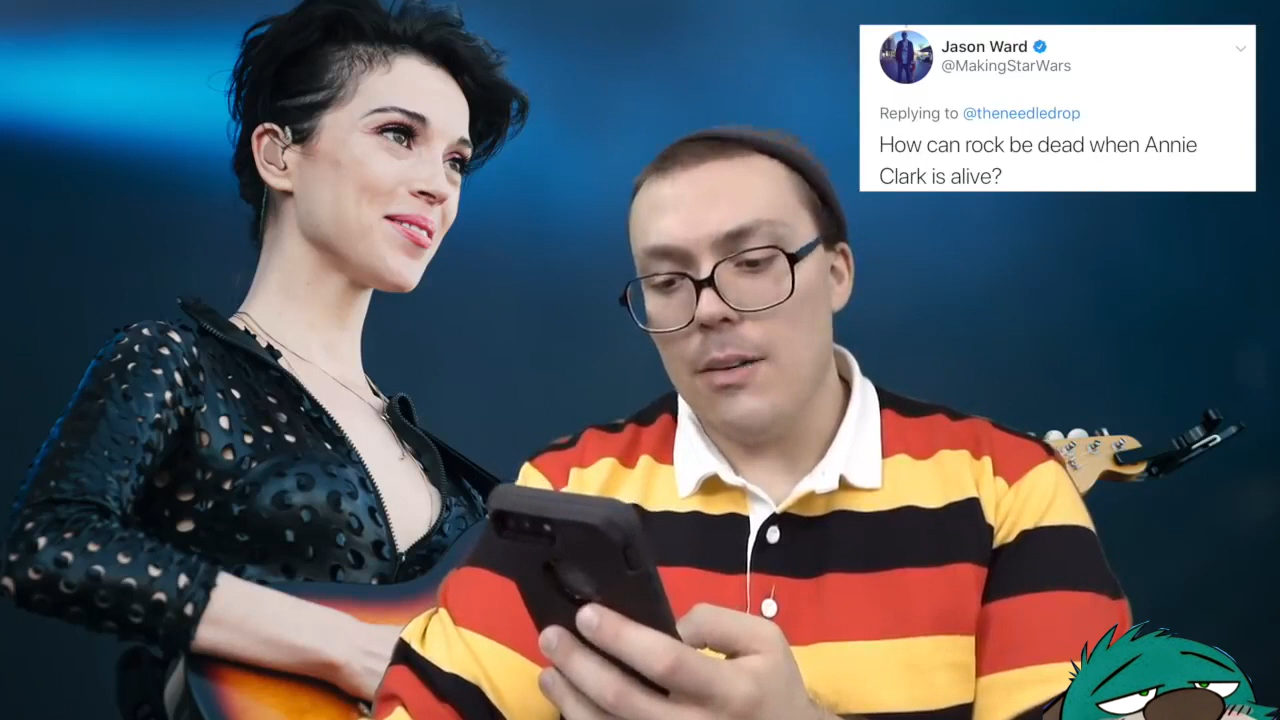 Jason Ward
@MakingStarWars
Replying to @theneedledrop
How can rock be dead when Annie
Clark is alive?